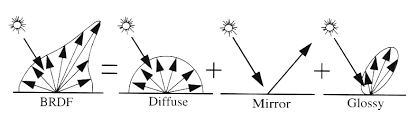 BRDF = Diffuse + Mirror + Glossy